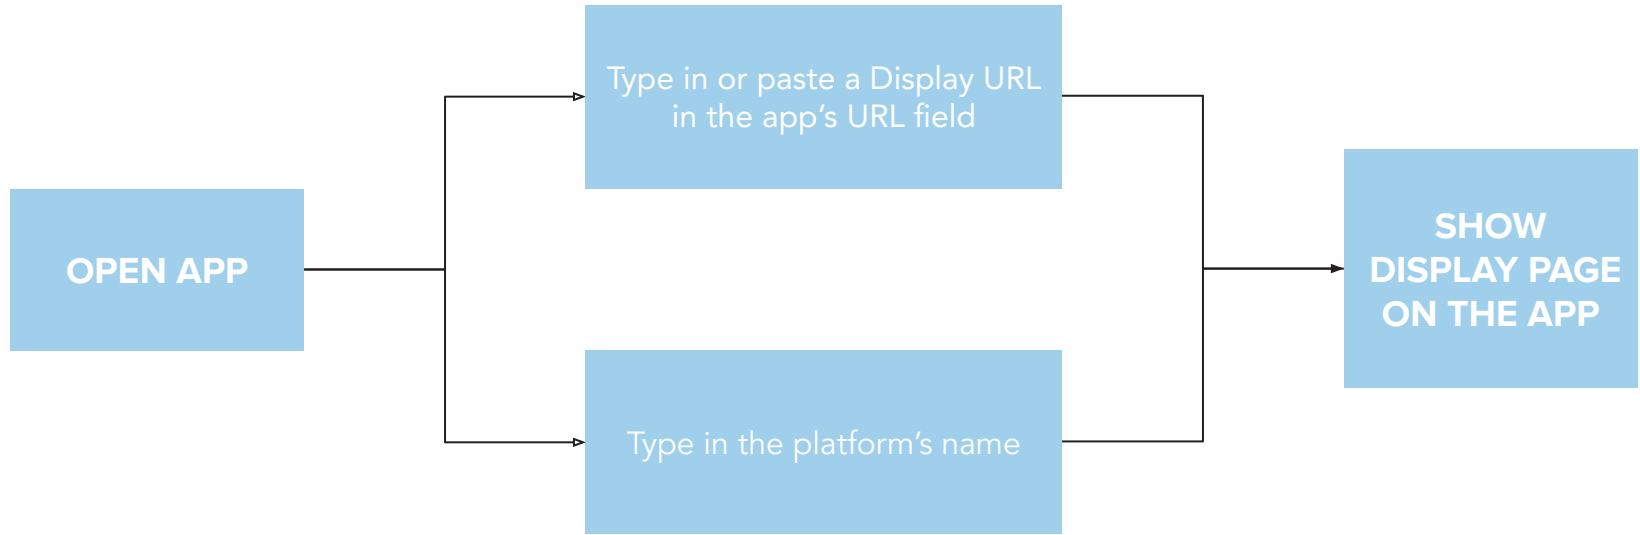 OPEN APP
Type in or paste a Display URL
in the app’s URL field
Type in the platform’s name
SHOW
DISPLAY PAGE
ON THE APP